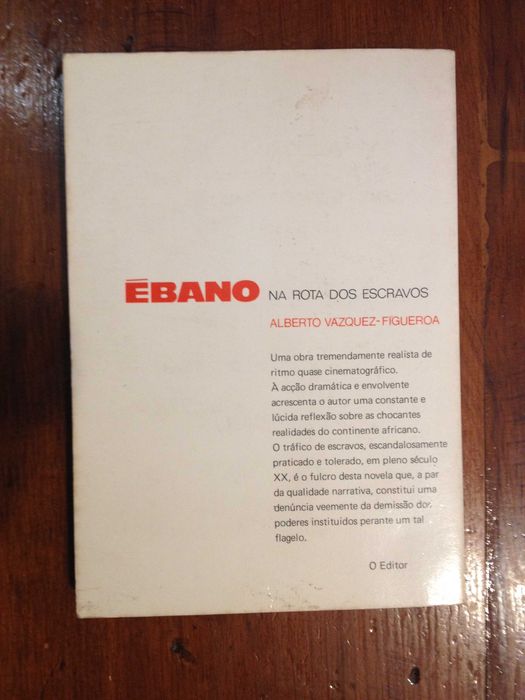 ÉBANO NA ROTA DOS ESCRAVOS
ALBERTO VAZQUEZ-FIGUEROA
Uma obra tremendamente realista de
ritmo quase cinematográfico.
À acção dramática e envolvente
acrescenta o autor uma constante e
lúcida reflexão sobre as chocantes
realidades do continente africano.
O tráfico de escravos, escandalosamente
praticado e tolerado, em pleno século
XX, é o fulcro desta novela que, a par
da qualidade narrativa, constitui uma
denúncia veemente da demissão dos
poderes instituídos perante um tal
flagelo.
O Editor